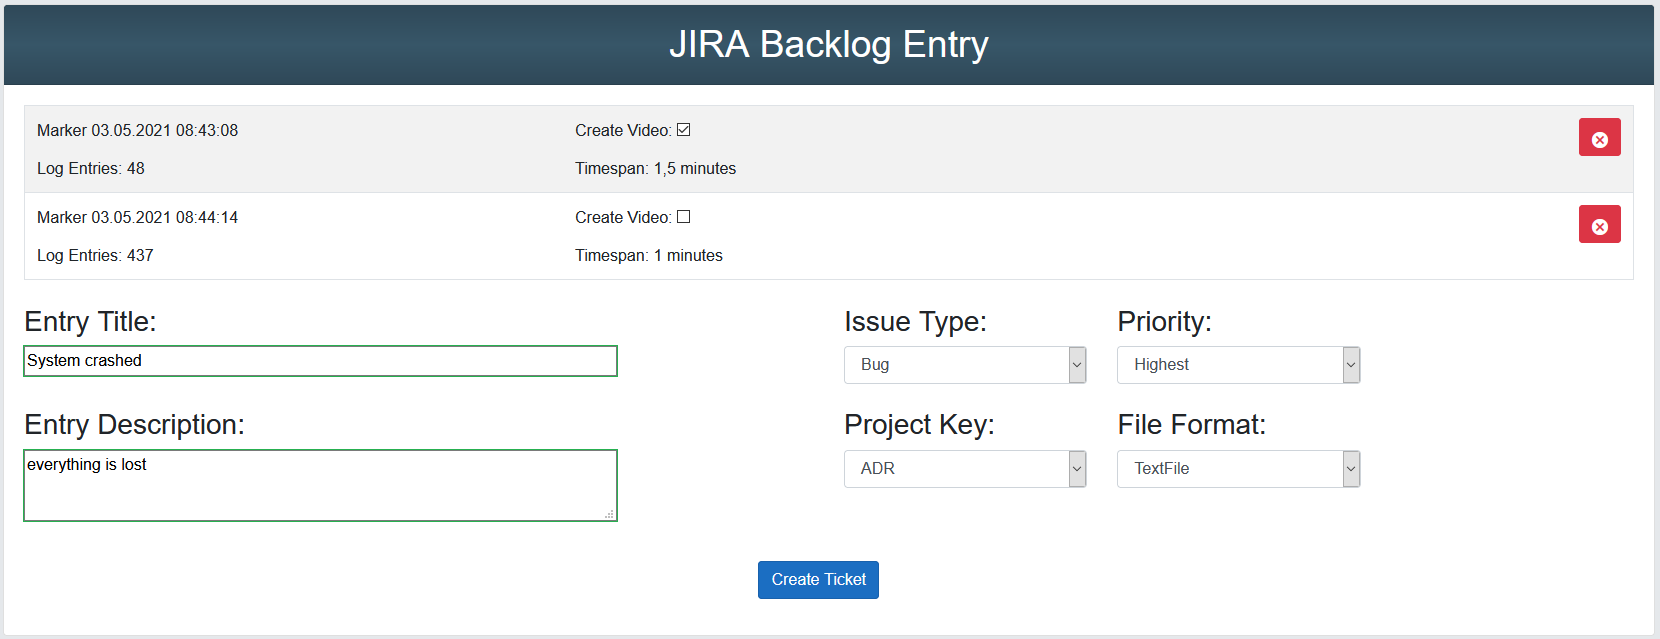 JIRA Backlog Entry
Marker 03.05.2021 08:43:08
Create Video:
Log Entries: 48
Timespan: 1,5 minutes
Marker 03.05.2021 08:44:14
Create Video:
Log Entries: 437
Timespan: 1 minutes
Entry Title:
Issue Type:
Priority:
System crashed
Bug
Highest
Entry Description:
Project Key:
File Format:
everything is lost
ADR
TextFile
Create Ticket